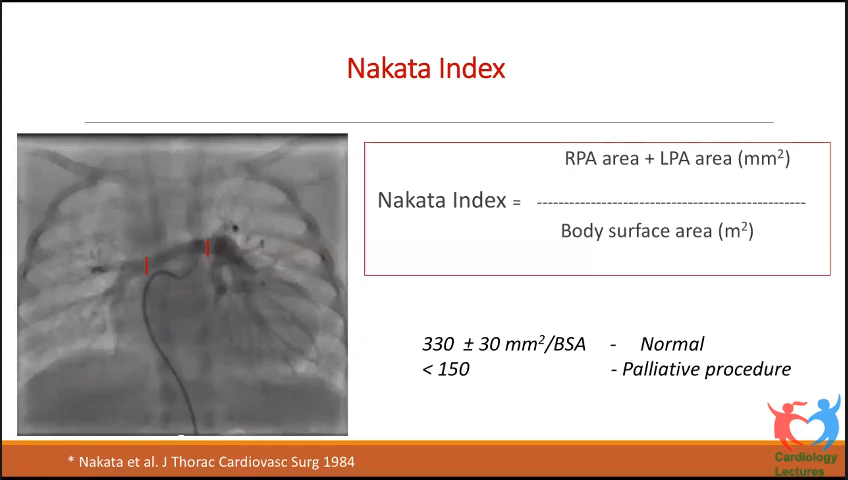 Nakata Index
RPA area + LPA area (mm²)
Nakata Index = --------------------------------------------------
Body surface area (m²)
330 ± 30 mm²/BSA - Normal
< 150 - Palliative procedure
* Nakata et al. J Thorac Cardiovasc Surg 1984
Cardiology
Lectures